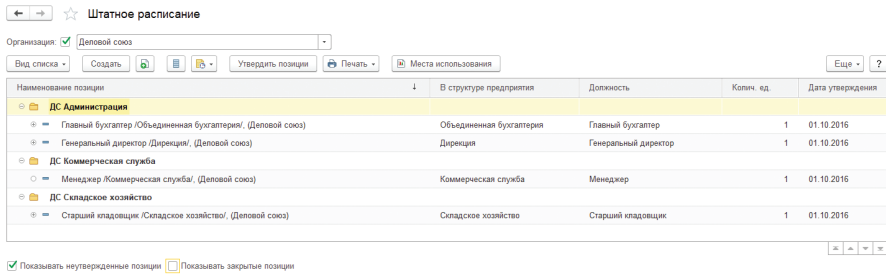 Штатное расписание
Организация: Деловой союз
Вид списка Создать Утвердить позиции Печать Места использования Еще ?
Наименование позиции ↓ В структуре предприятия Должность Колич. ед. Дата утверждения
ДС Администрация
Главный бухгалтер /Объединенная бухгалтерия/, (Деловой союз) Объединенная бухгалтерия Главный бухгалтер 1 01.10.2016
Генеральный директор /Дирекция/, (Деловой союз) Дирекция Генеральный директор 1 01.10.2016
ДС Коммерческая служба
Менеджер /Коммерческая служба/, (Деловой союз) Коммерческая служба Менеджер 1 01.10.2016
ДС Складское хозяйство
Старший кладовщик /Складское хозяйство/, (Деловой союз) Складское хозяйство Старший кладовщик 1 01.10.2016
Показывать неутвержденные позиции Показывать закрытые позиции